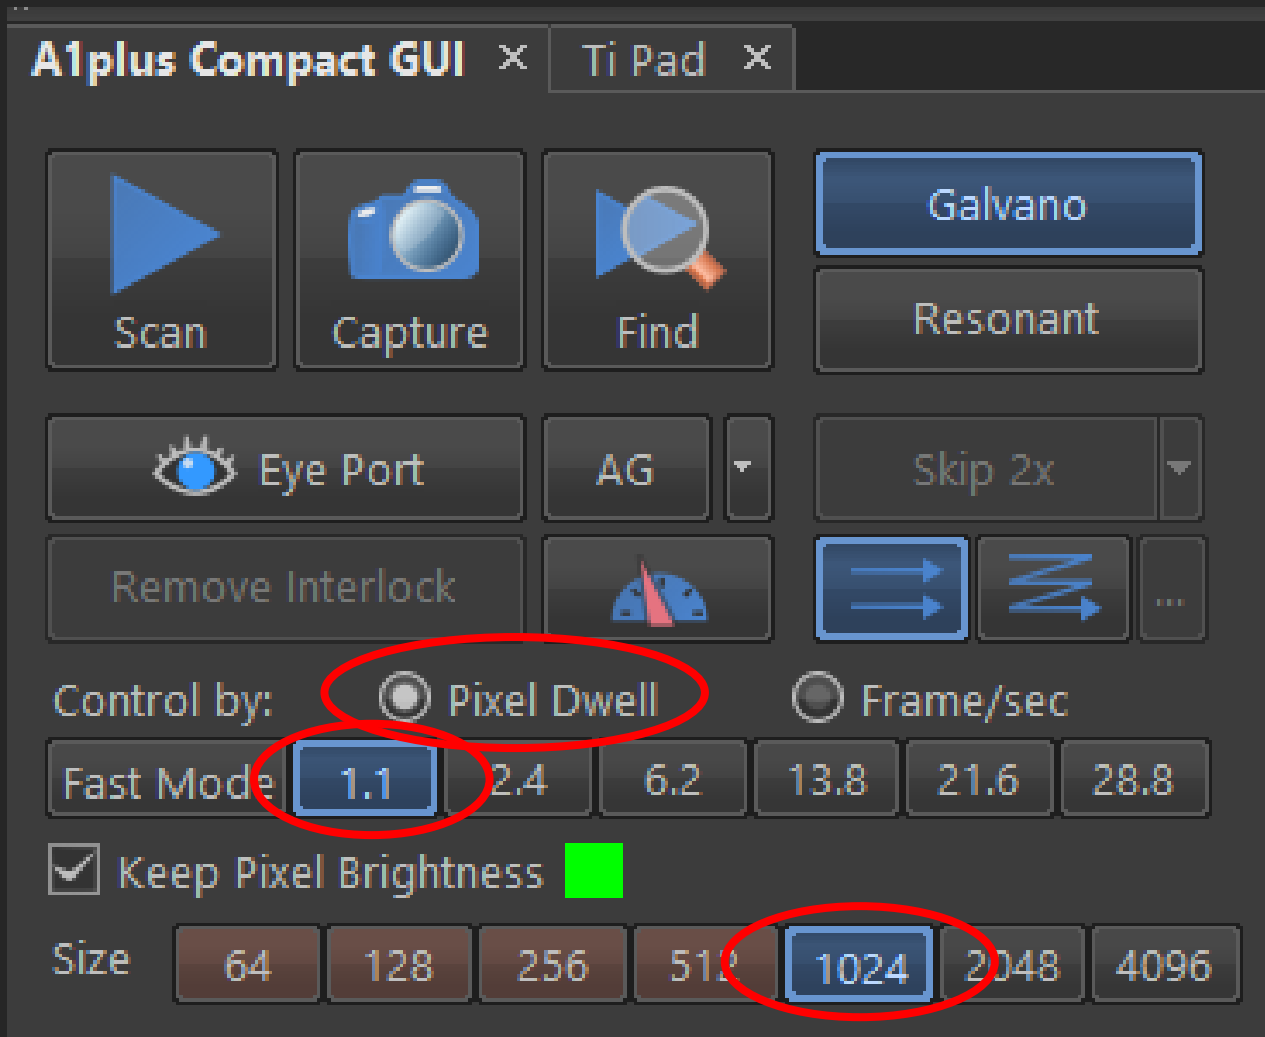 A1plus Compact GUI Ti Pad
Scan Capture Find Galvano
Resonant
Eye Port AG Skip 2x
Remove Interlock ...
Control by: Pixel Dwell Frame/sec
Fast Mode 1.1 2.4 6.2 13.8 21.6 28.8
Keep Pixel Brightness
Size 64 128 256 512 1024 2048 4096